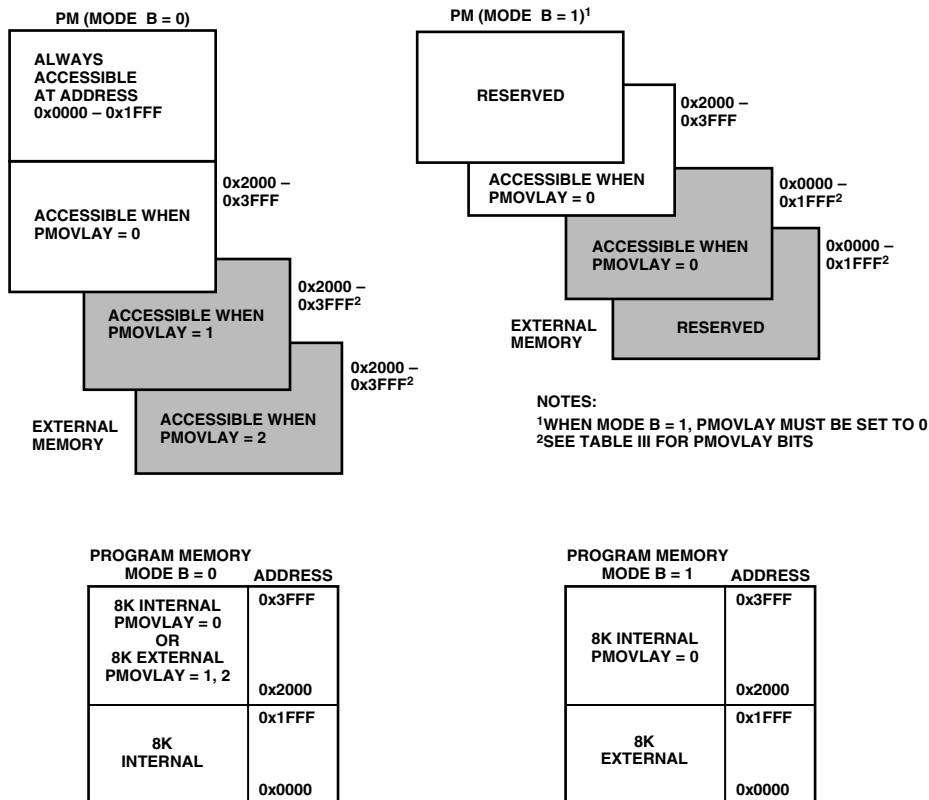 PM (MODE B = 0)
ALWAYS
ACCESSIBLE
AT ADDRESS
0x0000 – 0x1FFF
0x2000 –
0x3FFF
ACCESSIBLE WHEN
PMOVLAY = 0
0x2000 –
0x3FFF²
ACCESSIBLE WHEN
PMOVLAY = 1
0x2000 –
0x3FFF²
EXTERNAL
MEMORY
ACCESSIBLE WHEN
PMOVLAY = 2
PM (MODE B = 1)¹
RESERVED
0x2000 –
0x3FFF
ACCESSIBLE WHEN
PMOVLAY = 0
0x0000 –
0x1FFF²
ACCESSIBLE WHEN
PMOVLAY = 0
0x0000 –
0x1FFF²
EXTERNAL
MEMORY
RESERVED
NOTES:
¹WHEN MODE B = 1, PMOVLAY MUST BE SET TO 0
²SEE TABLE III FOR PMOVLAY BITS
PROGRAM MEMORY
MODE B = 0
ADDRESS
8K INTERNAL
PMOVLAY = 0
OR
8K EXTERNAL
PMOVLAY = 1, 2
0x3FFF
0x2000
8K
INTERNAL
0x1FFF
0x0000
PROGRAM MEMORY
MODE B = 1
ADDRESS
8K INTERNAL
PMOVLAY = 0
0x3FFF
0x2000
8K
EXTERNAL
0x1FFF
0x0000